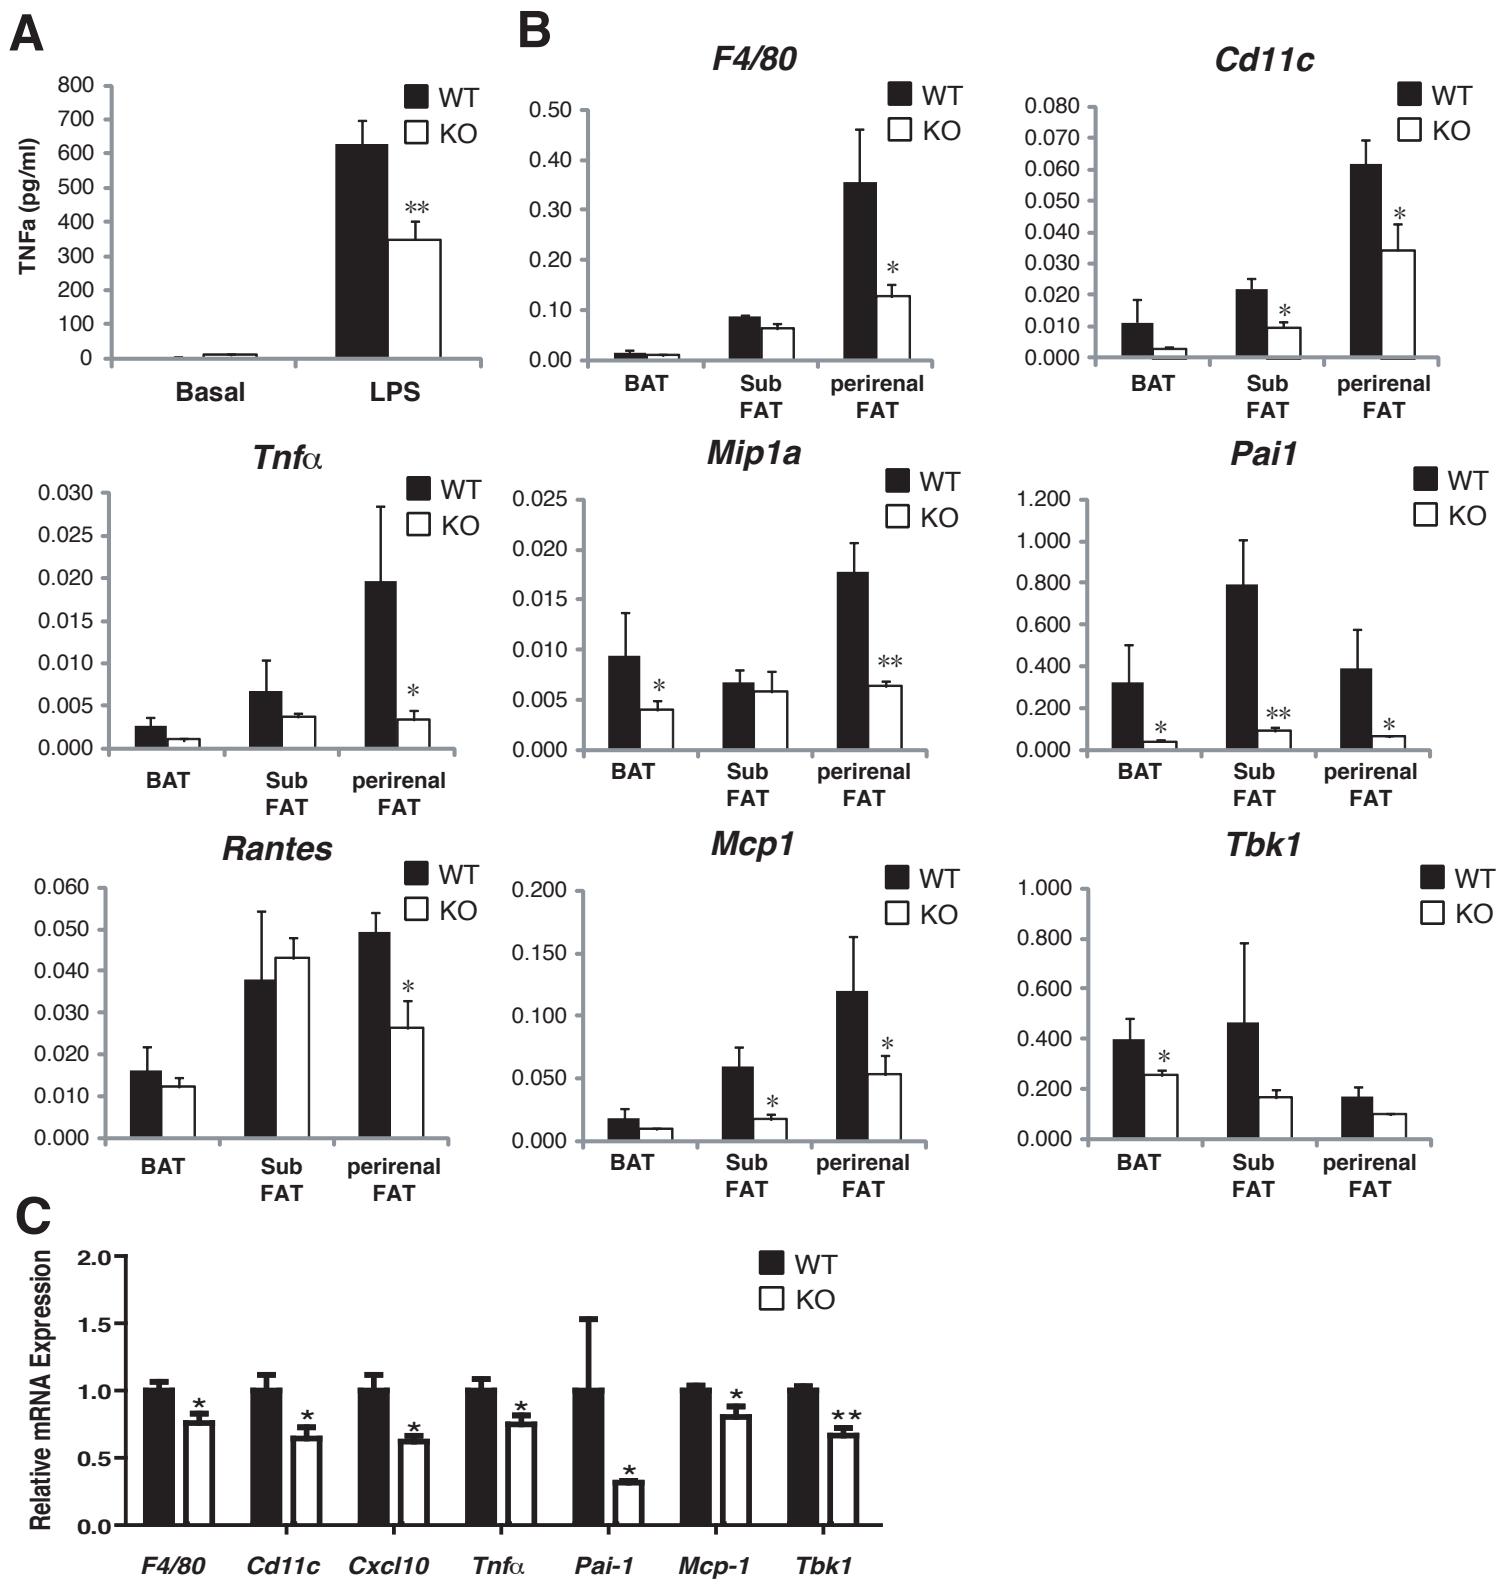 A
WT
KO
TNFa (pg/ml)
800
700
600
500
400
300
200
100
0
**
Basal
LPS
B
F4/80
WT
KO
0.50
0.40
0.30
0.20
0.10
0.00
*
BAT
Sub
FAT
perirenal
FAT
Cd11c
WT
KO
0.080
0.070
0.060
0.050
0.040
0.030
0.020
0.010
0.000
*
*
BAT
Sub
FAT
perirenal
FAT
Tnfα
WT
KO
0.030
0.025
0.020
0.015
0.010
0.005
0.000
*
BAT
Sub
FAT
perirenal
FAT
Mip1a
WT
KO
0.025
0.020
0.015
0.010
0.005
0.000
*
**
BAT
Sub
FAT
perirenal
FAT
Pai1
WT
KO
1.200
1.000
0.800
0.600
0.400
0.200
0.000
*
**
*
BAT
Sub
FAT
perirenal
FAT
Rantes
WT
KO
0.060
0.050
0.040
0.030
0.020
0.010
0.000
*
BAT
Sub
FAT
perirenal
FAT
Mcp1
WT
KO
0.200
0.150
0.100
0.050
0.000
*
*
BAT
Sub
FAT
perirenal
FAT
Tbk1
WT
KO
1.000
0.800
0.600
0.400
0.200
0.000
*
BAT
Sub
FAT
perirenal
FAT
C
WT
KO
Relative mRNA Expression
2.0
1.5
1.0
0.5
0.0
*
*
*
*
*
*
**
F4/80
Cd11c
Cxcl10
Tnfα
Pai-1
Mcp-1
Tbk1